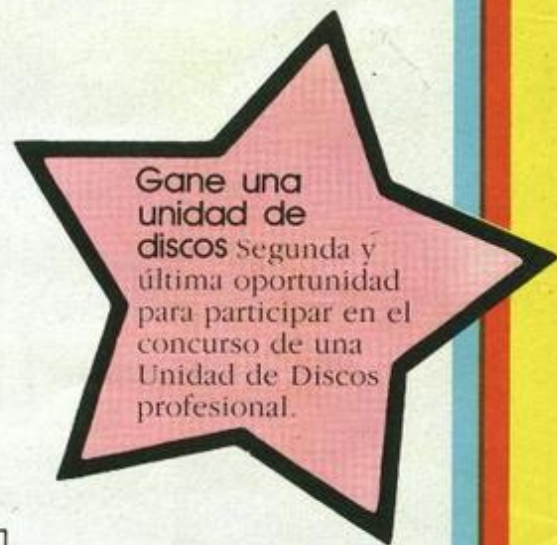 Gane una
unidad de
discos Segunda y
última oportunidad
para participar en el
concurso de una
Unidad de Discos
profesional.